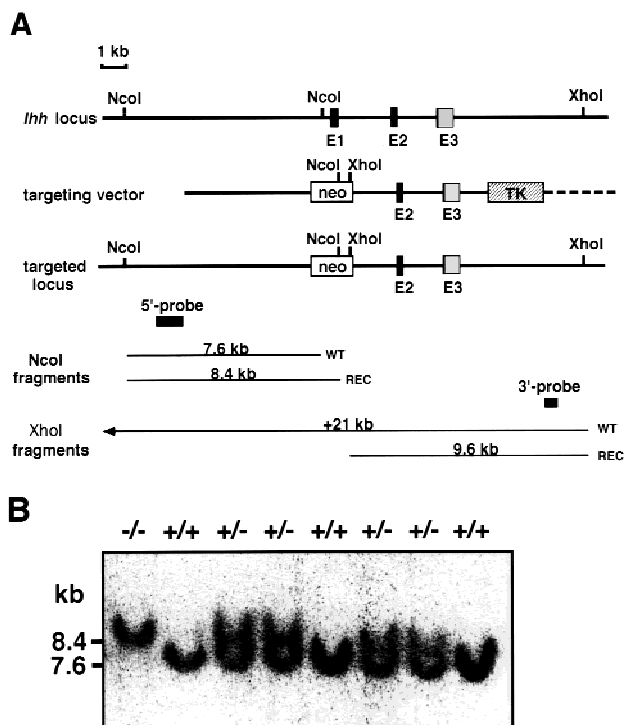 A
1 kb
NcoI NcoI XhoI
Ihh locus
E1 E2 E3
NcoI XhoI
targeting vector neo TK
E2 E3
NcoI NcoI XhoI XhoI
targeted locus neo
E2 E3
5'-probe
NcoI fragments
7.6 kb WT
8.4 kb REC
3'-probe
XhoI fragments
+21 kb WT
9.6 kb REC
B
-/- +/+ +/- +/- +/+ +/- +/- +/+
kb
8.4
7.6